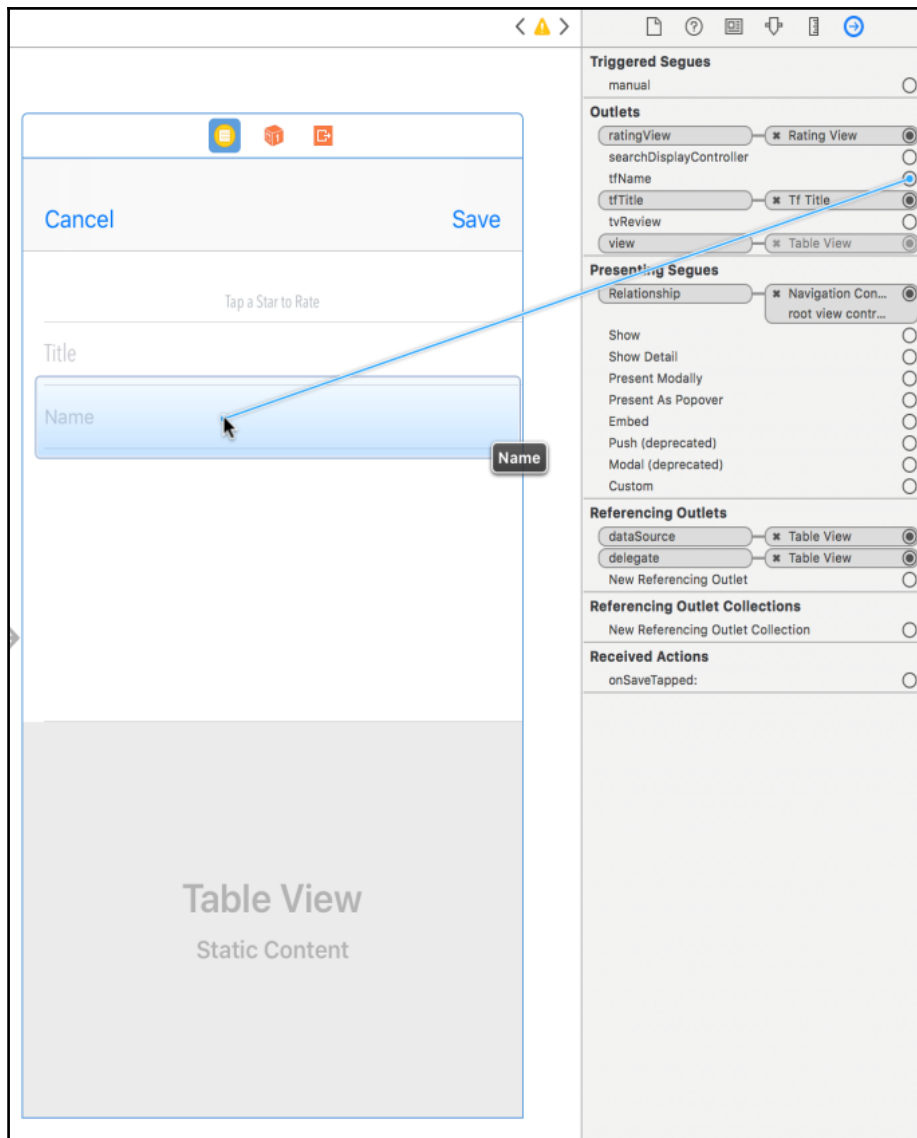 Cancel
Save
Tap a Star to Rate
Title
Name
Name
Table View
Static Content
Triggered Segues
manual
Outlets
ratingView Rating View
searchDisplayController
tfName
tfTitle Tf Title
tvReview
view Table View
Presenting Segues
Relationship Navigation Con...
root view contr...
Show
Show Detail
Present Modally
Present As Popover
Embed
Push (deprecated)
Modal (deprecated)
Custom
Referencing Outlets
dataSource Table View
delegate Table View
New Referencing Outlet
Referencing Outlet Collections
New Referencing Outlet Collection
Received Actions
onSaveTapped: